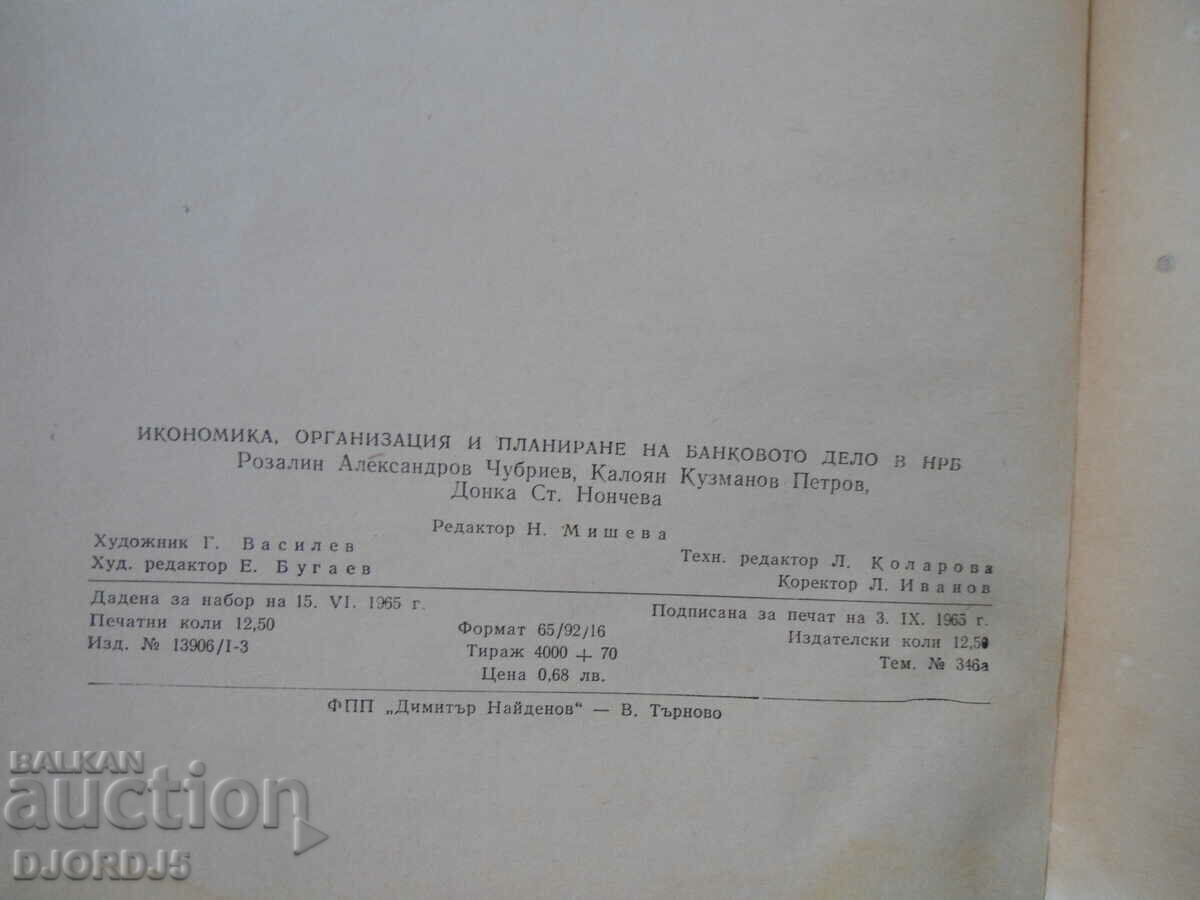 ИКОНОМИКА, ОРГАНИЗАЦИЯ И ПЛАНИРАНЕ НА БАНКОВОТО ДЕЛО В НРБ
Розалин Александров Чубриев, Калоян Кузманов Петров,
Донка Ст. Нончева
Редактор Н. Мишева
Художник Г. Василев
Худ. редактор Е. Бугаев
Техн. редактор Л. Коларова
Коректор Л. Иванов
Дадена за набор на 15. VI. 1965 г.
Печатни коли 12,50
Изд. № 13906/I-3
Формат 65/92/16
Тираж 4000 + 70
Цена 0,68 лв.
Подписана за печат на 3. IX. 1965 г.
Издателски коли 12,50
Тем. № 346а
ФПП „Димитър Найденов“ — В. Търново
BALKAN
auction
DJORDJ5